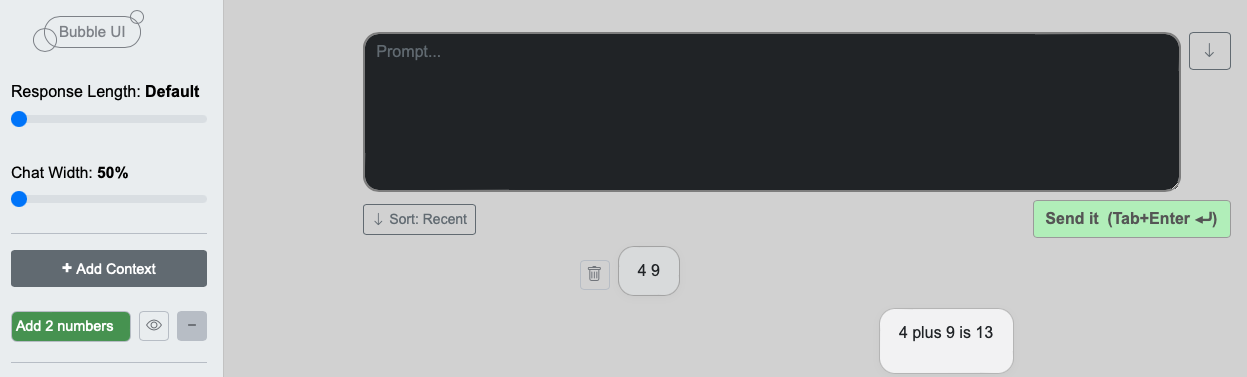 Bubble UI
Response Length: Default
Chat Width: 50%
+ Add Context
Add 2 numbers
−
Prompt...
↓
↓ Sort: Recent
Send it (Tab+Enter ↵)
4 9
4 plus 9 is 13